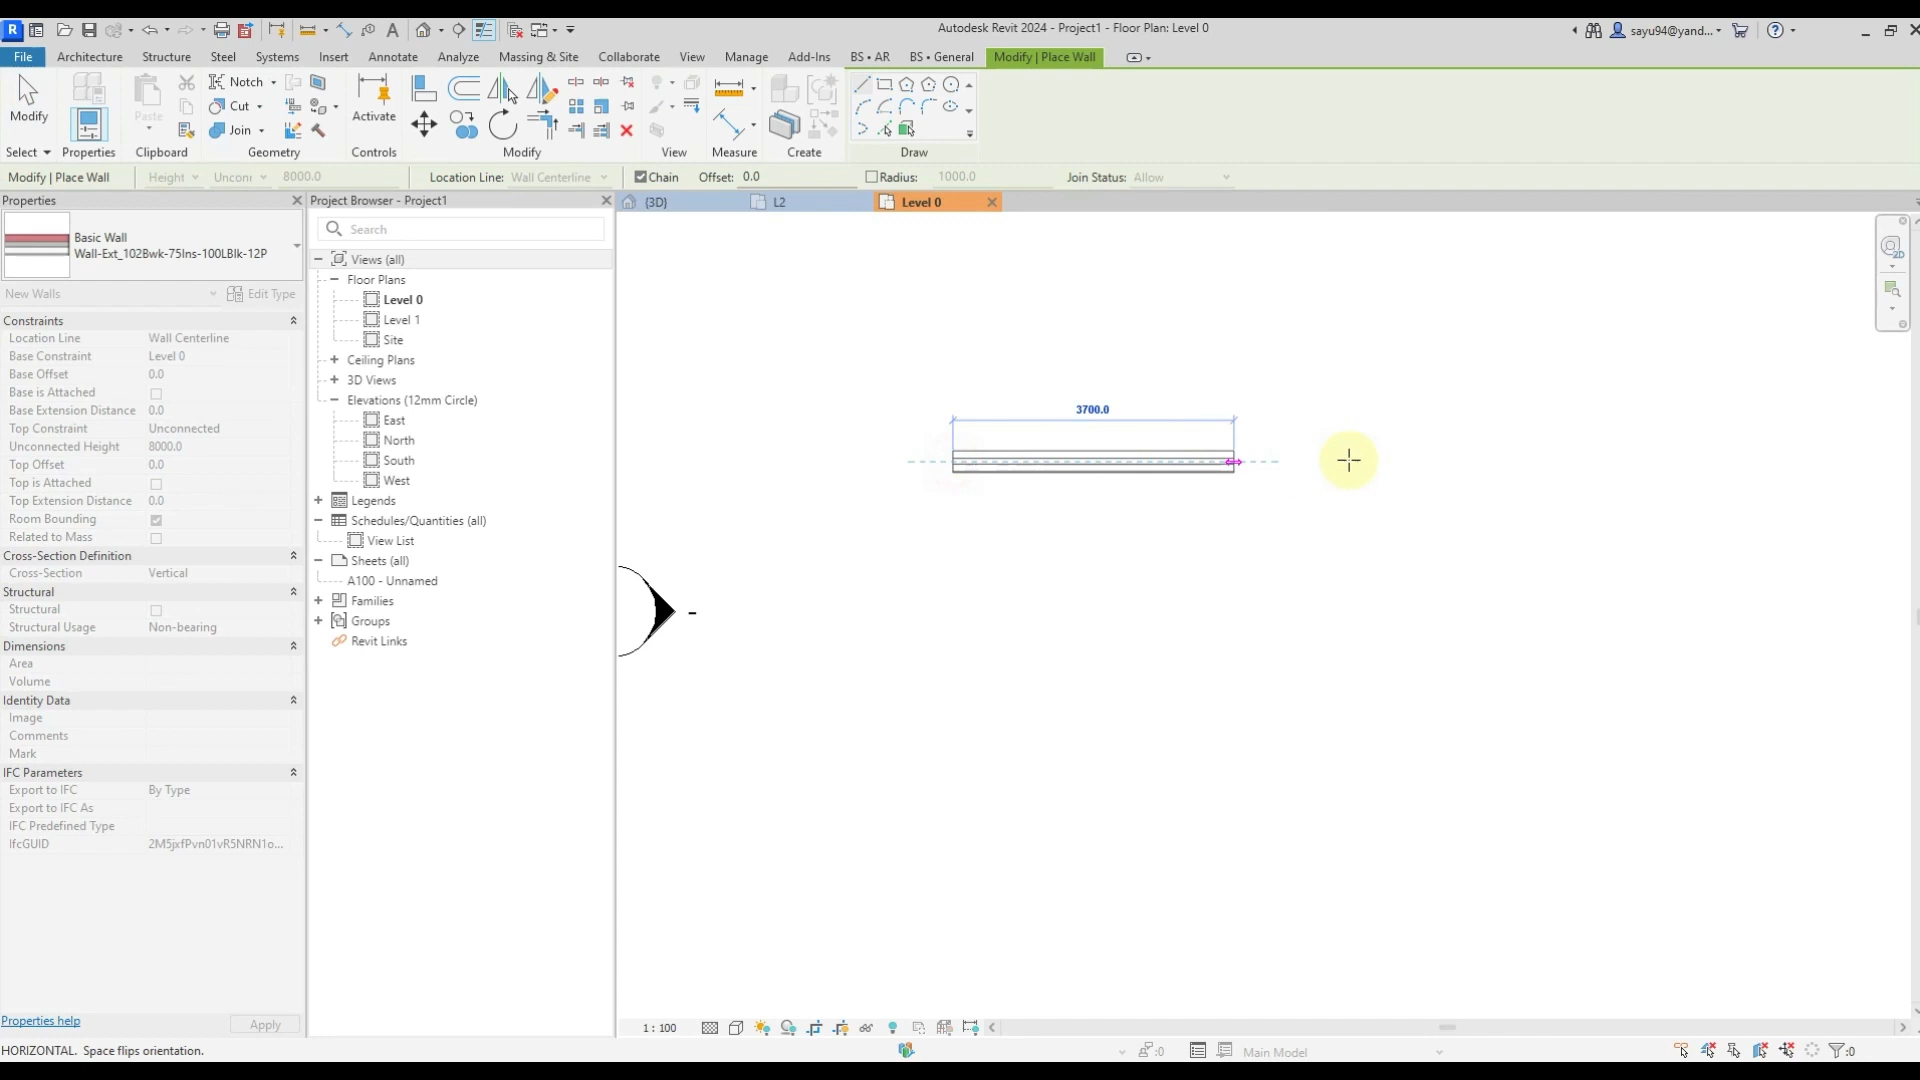 Autodesk Revit 2024 - Project1 - Floor Plan: Level 0
sayu94@yand...
File Architecture Structure Steel Systems Insert Annotate Analyze Massing & Site Collaborate View Manage Add-Ins BS • AR BS • General Modify | Place Wall
Modify Paste Notch Cut Join Activate
Select Properties Clipboard Geometry Controls Modify View Measure Create Draw
Modify | Place Wall Height Unconı 8000.0 Location Line: Wall Centerline Chain Offset: 0.0 Radius: 1000.0 Join Status: Allow
Properties
Basic Wall
Wall-Ext_102Bwk-75Ins-100LBlk-12P
New Walls Edit Type
Constraints
Location Line Wall Centerline
Base Constraint Level 0
Base Offset 0.0
Base is Attached
Base Extension Distance 0.0
Top Constraint Unconnected
Unconnected Height 8000.0
Top Offset 0.0
Top is Attached
Top Extension Distance 0.0
Room Bounding
Related to Mass
Cross-Section Definition
Cross-Section Vertical
Structural
Structural
Structural Usage Non-bearing
Dimensions
Area
Volume
Identity Data
Image
Comments
Mark
IFC Parameters
Export to IFC By Type
Export to IFC As
IFC Predefined Type
IfcGUID 2M5jxfPvn01vR5NRN1o...
Properties help Apply
Project Browser - Project1
Search
Views (all)
Floor Plans
Level 0
Level 1
Site
Ceiling Plans
3D Views
Elevations (12mm Circle)
East
North
South
West
Legends
Schedules/Quantities (all)
View List
Sheets (all)
A100 - Unnamed
Families
Groups
Revit Links
{3D} L2 Level 0
3700.0
2D
1 : 100
HORIZONTAL. Space flips orientation.
:0 Main Model :0